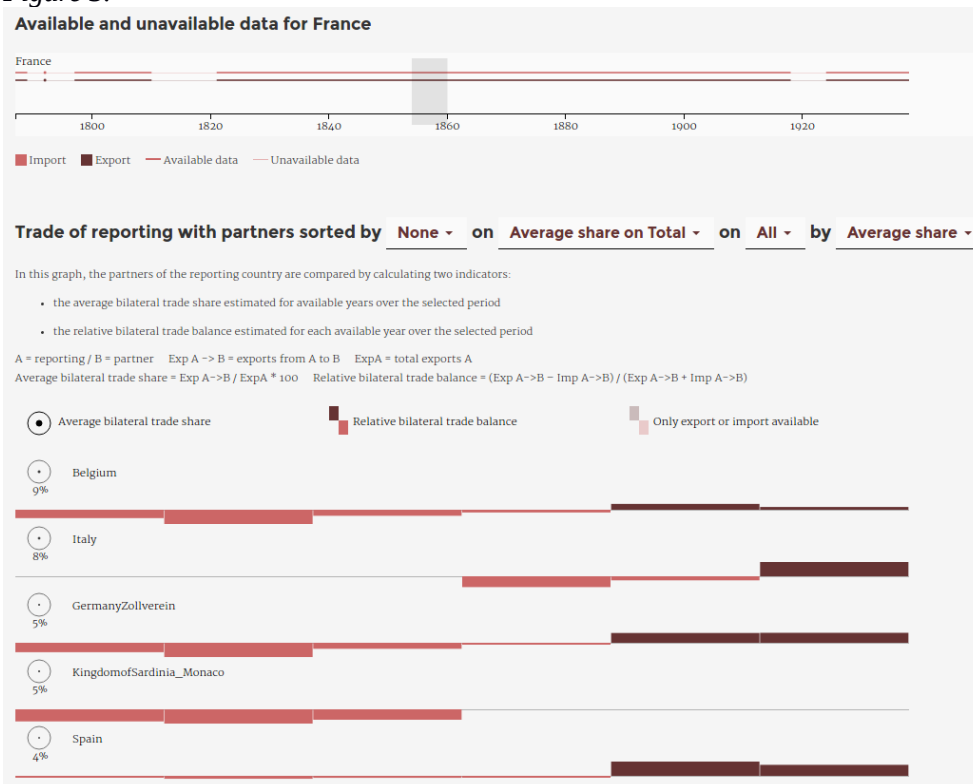 Available and unavailable data for France
France
1800 1820 1840 1860 1880 1900 1920
Import Export Available data Unavailable data
Trade of reporting with partners sorted by None on Average share on Total on All by Average share
In this graph, the partners of the reporting country are compared by calculating two indicators:
• the average bilateral trade share estimated for available years over the selected period
• the relative bilateral trade balance estimated for each available year over the selected period
A = reporting / B = partner Exp A -> B = exports from A to B ExpA = total exports A
Average bilateral trade share = Exp A->B / ExpA * 100 Relative bilateral trade balance = (Exp A->B - Imp A->B) / (Exp A->B + Imp A->B)
Average bilateral trade share Relative bilateral trade balance Only export or import available
Belgium
9%
Italy
8%
GermanyZollverein
5%
KingdomofSardinia_Monaco
5%
Spain
4%